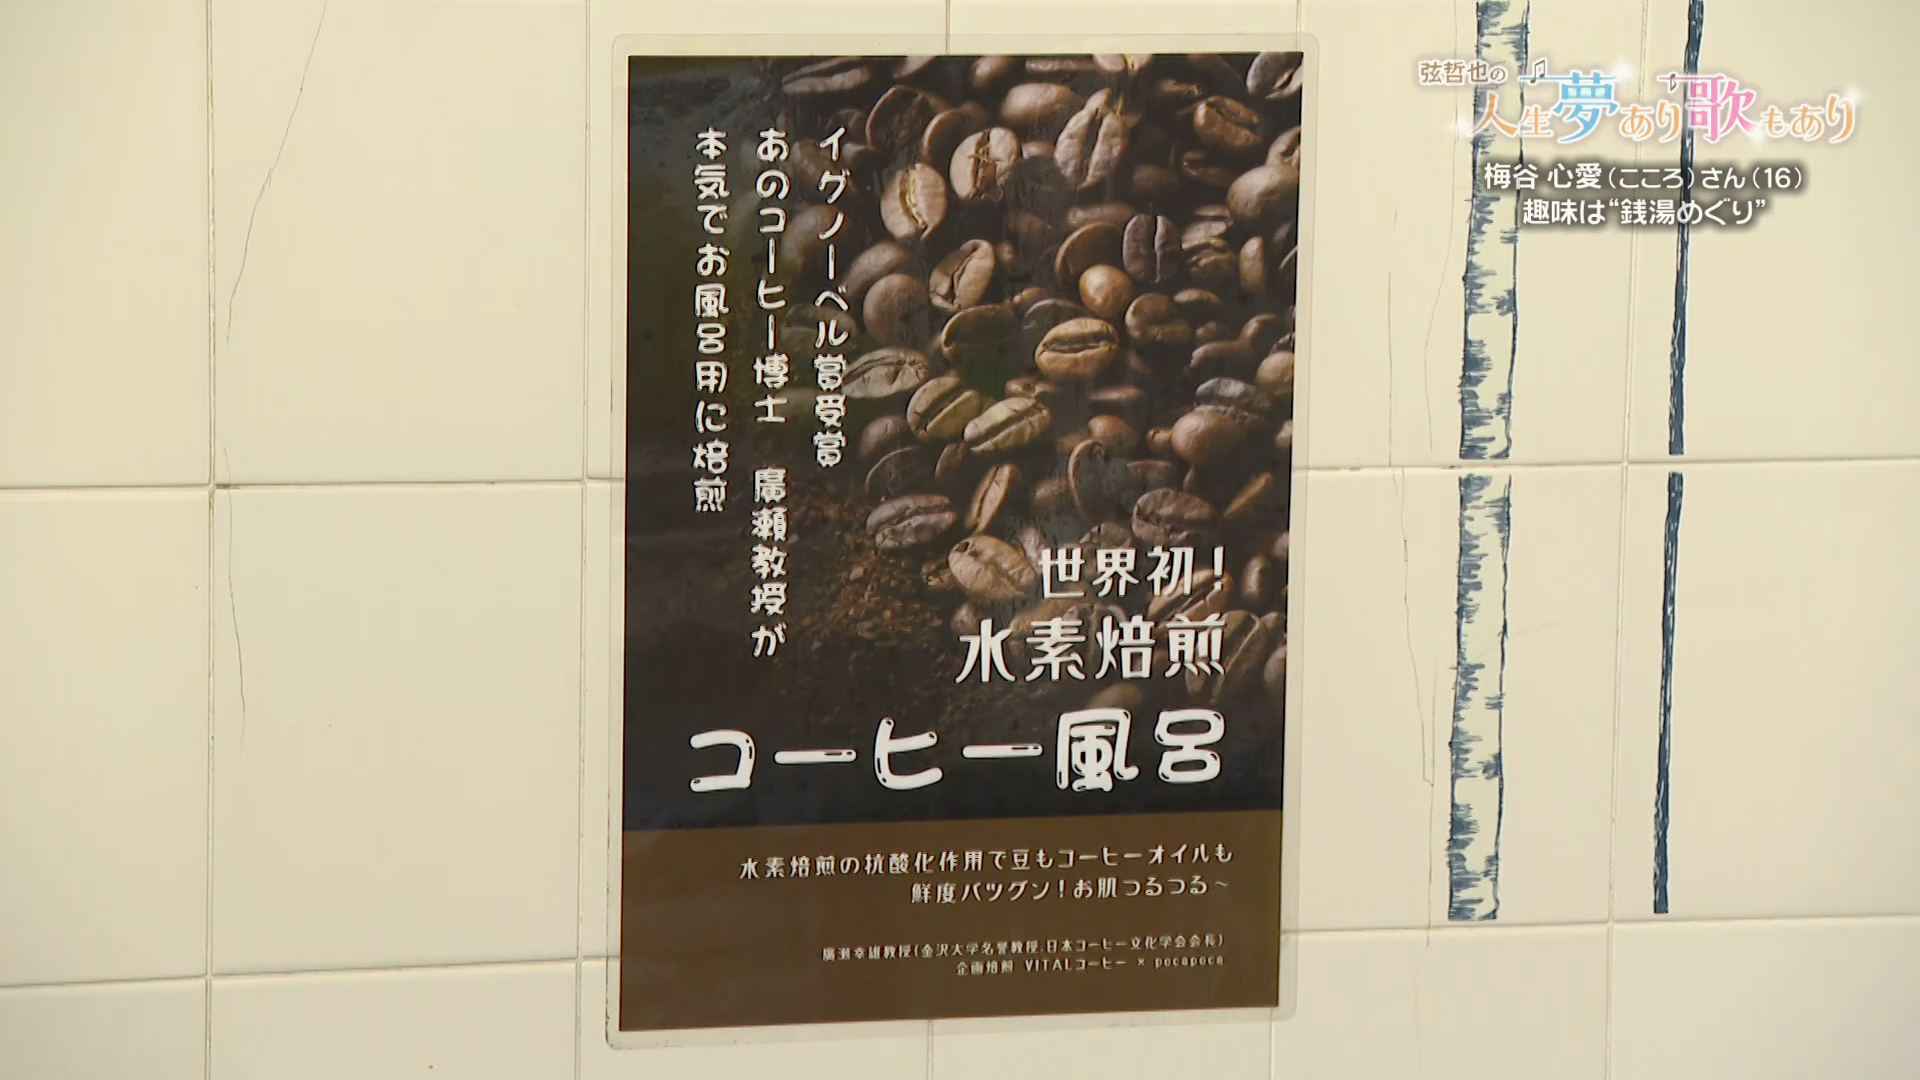 弦哲也の
人生夢あり歌もあり
梅谷 心愛（こころ）さん（16）
趣味は“銭湯めぐり”
イグノーベル賞受賞
あのコーヒー博士 廣瀬教授が
本気でお風呂用に焙煎
世界初！
水素焙煎
コーヒー風呂
水素焙煎の抗酸化作用で豆もコーヒーオイルも
鮮度バツグン！お肌つるつる～
廣瀬幸雄教授（金沢大学名誉教授、日本コーヒー文化学会会長）
企画焙煎 VITALコーヒー × pocapoca